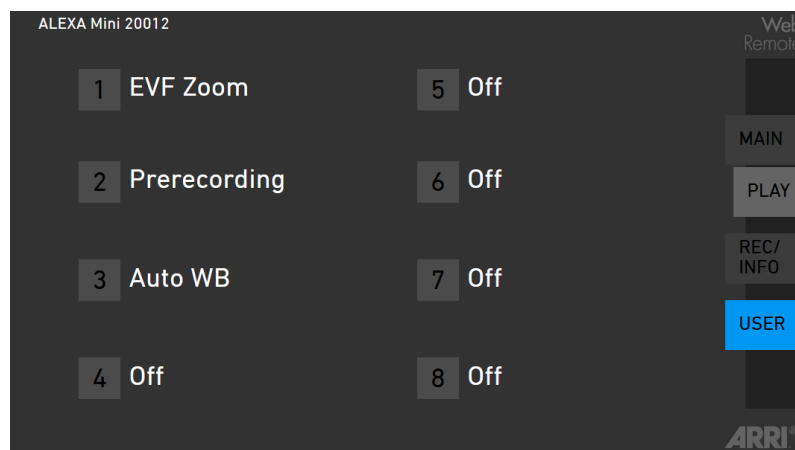 ALEXA Mini 20012
Web
Remote
1 EVF Zoom
5 Off
2 Prerecording
6 Off
3 Auto WB
7 Off
4 Off
8 Off
MAIN
PLAY
REC/
INFO
USER
ARRI